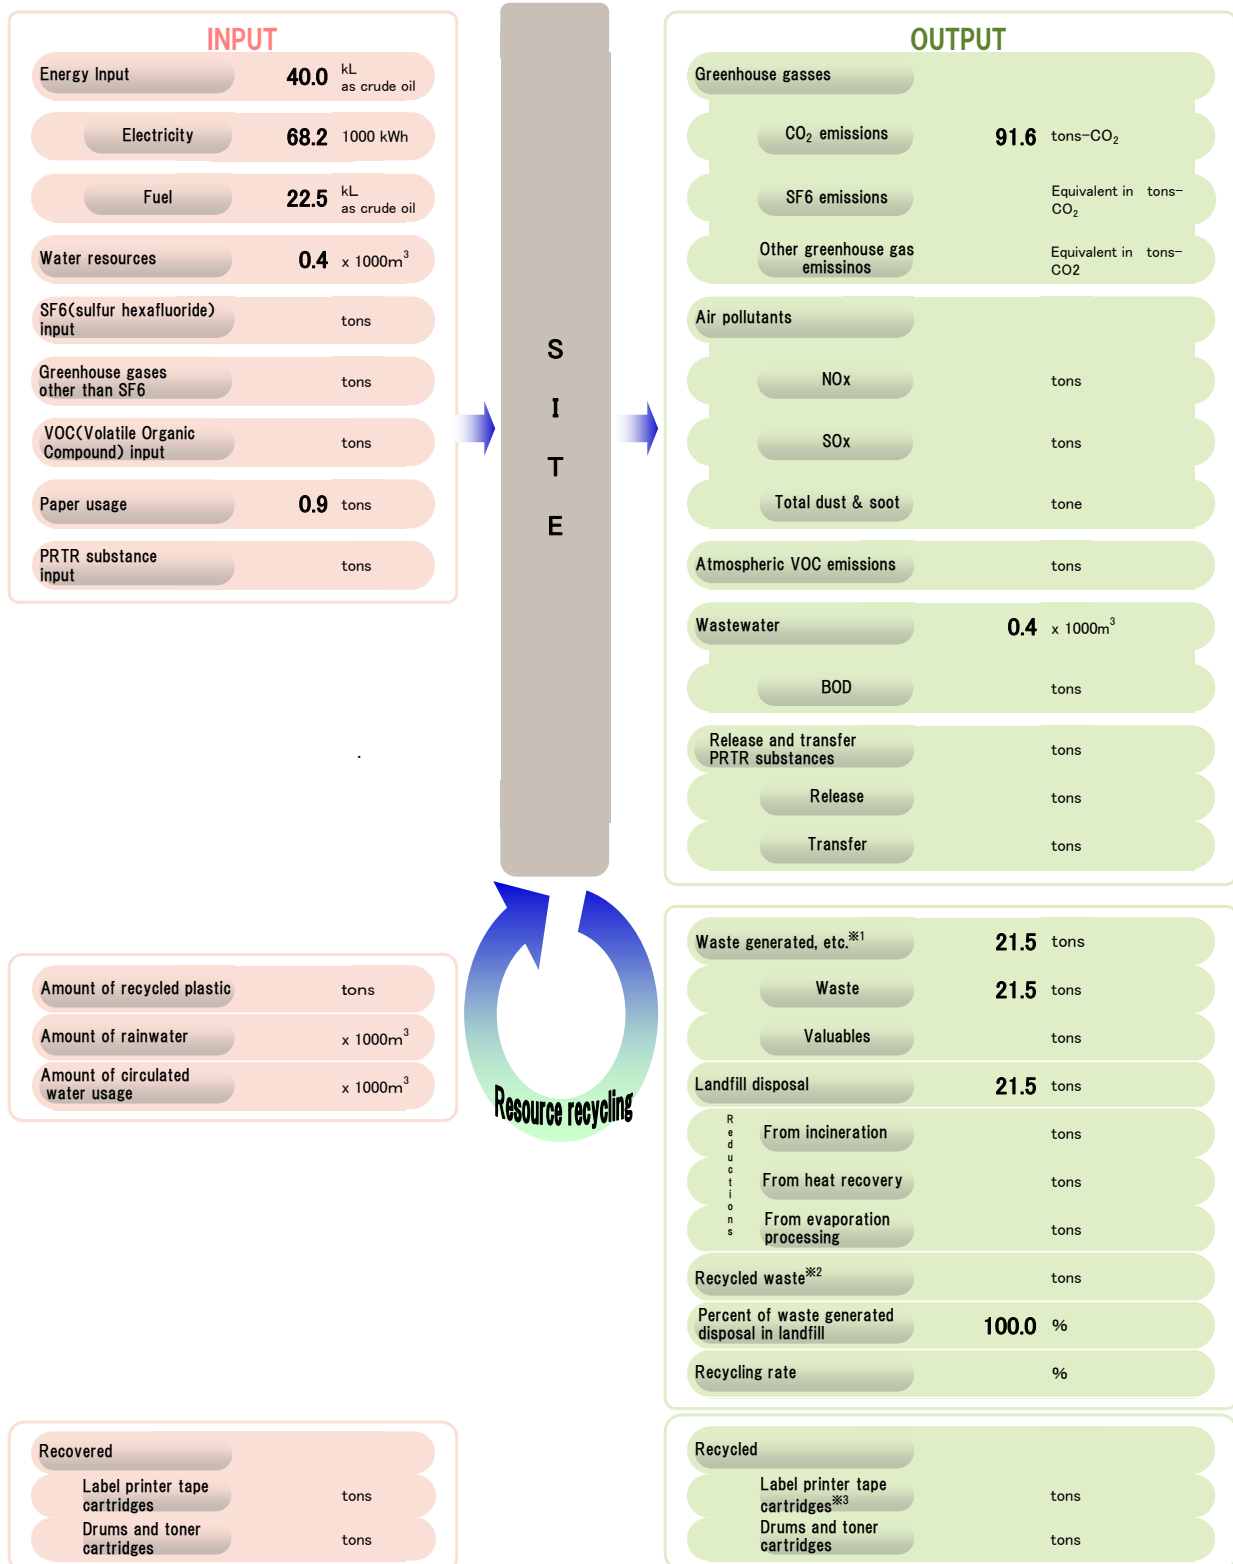 INPUT
Energy Input 40.0 kL
as crude oil
Electricity 68.2 1000 kWh
Fuel 22.5 kL
as crude oil
Water resources 0.4 x 1000m³
SF6(sulfur hexafluoride)
input tons
Greenhouse gases
other than SF6 tons
VOC(Volatile Organic
Compound) input tons
Paper usage 0.9 tons
PRTR substance
input tons
S
I
T
E
OUTPUT
Greenhouse gasses
CO₂ emissions 91.6 tons-CO₂
SF6 emissions Equivalent in tons-
CO₂
Other greenhouse gas
emissinos Equivalent in tons-
CO2
Air pollutants
NOx tons
SOx tons
Total dust & soot tone
Atmospheric VOC emissions tons
Wastewater 0.4 x 1000m³
BOD tons
Release and transfer
PRTR substances tons
Release tons
Transfer tons
Amount of recycled plastic tons
Amount of rainwater x 1000m³
Amount of circulated
water usage x 1000m³
Resource recycling
Waste generated, etc.※1 21.5 tons
Waste 21.5 tons
Valuables tons
Landfill disposal 21.5 tons
Reductions
From incineration tons
From heat recovery tons
From evaporation
processing tons
Recycled waste※2 tons
Percent of waste generated
disposal in landfill 100.0 %
Recycling rate %
Recovered
Label printer tape
cartridges tons
Drums and toner
cartridges tons
Recycled
Label printer tape
cartridges※3 tons
Drums and toner
cartridges tons